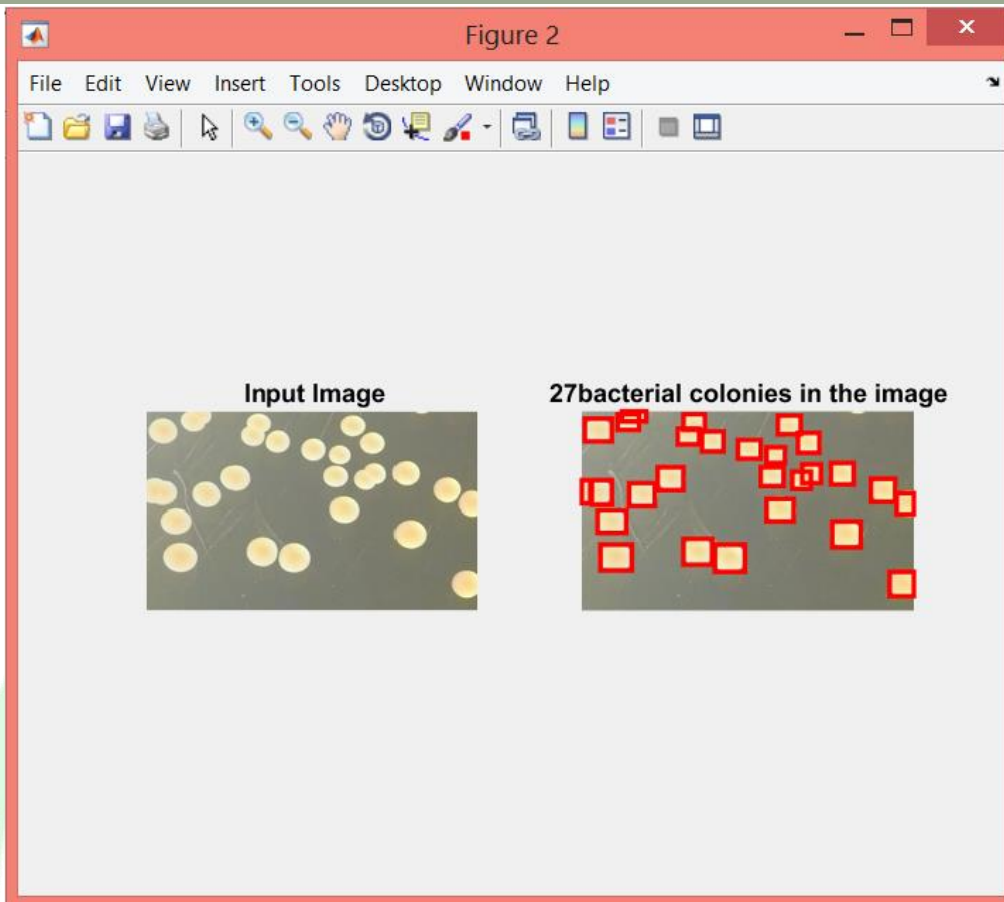 Figure 2
File Edit View Insert Tools Desktop Window Help
Input Image
27bacterial colonies in the image